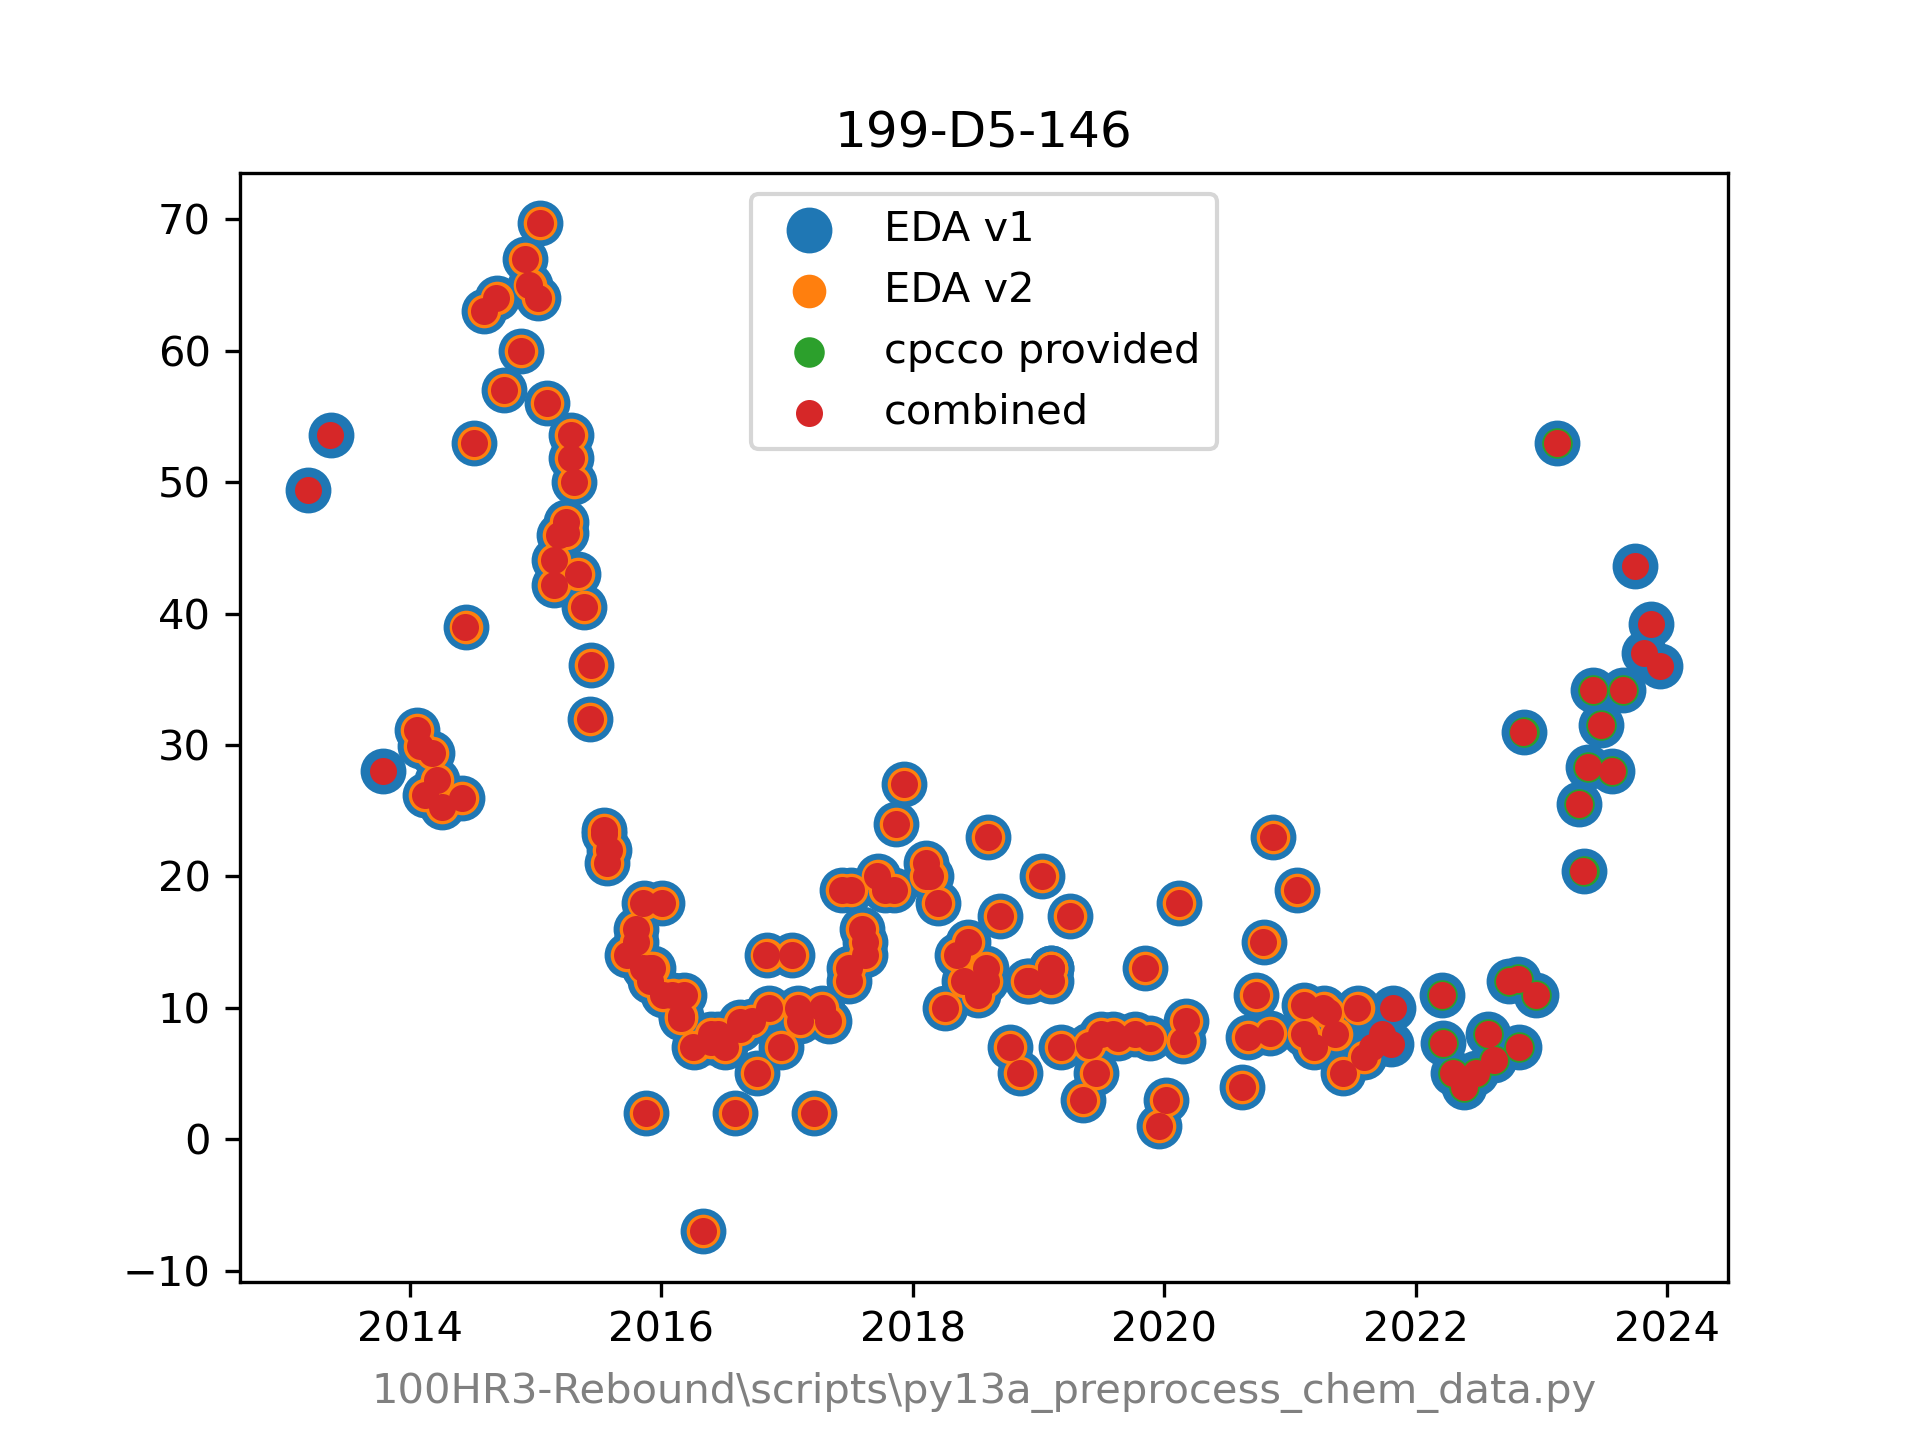 199-D5-146
EDA v1
EDA v2
cpcco provided
combined
70
60
50
40
30
20
10
0
−10
2014 2016 2018 2020 2022 2024
100HR3-Rebound\scripts\py13a_preprocess_chem_data.py